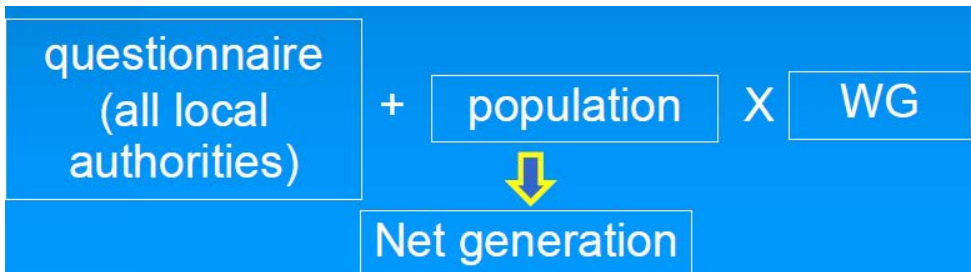 questionnaire
(all local
authorities)
+
population
X
WG
Net generation